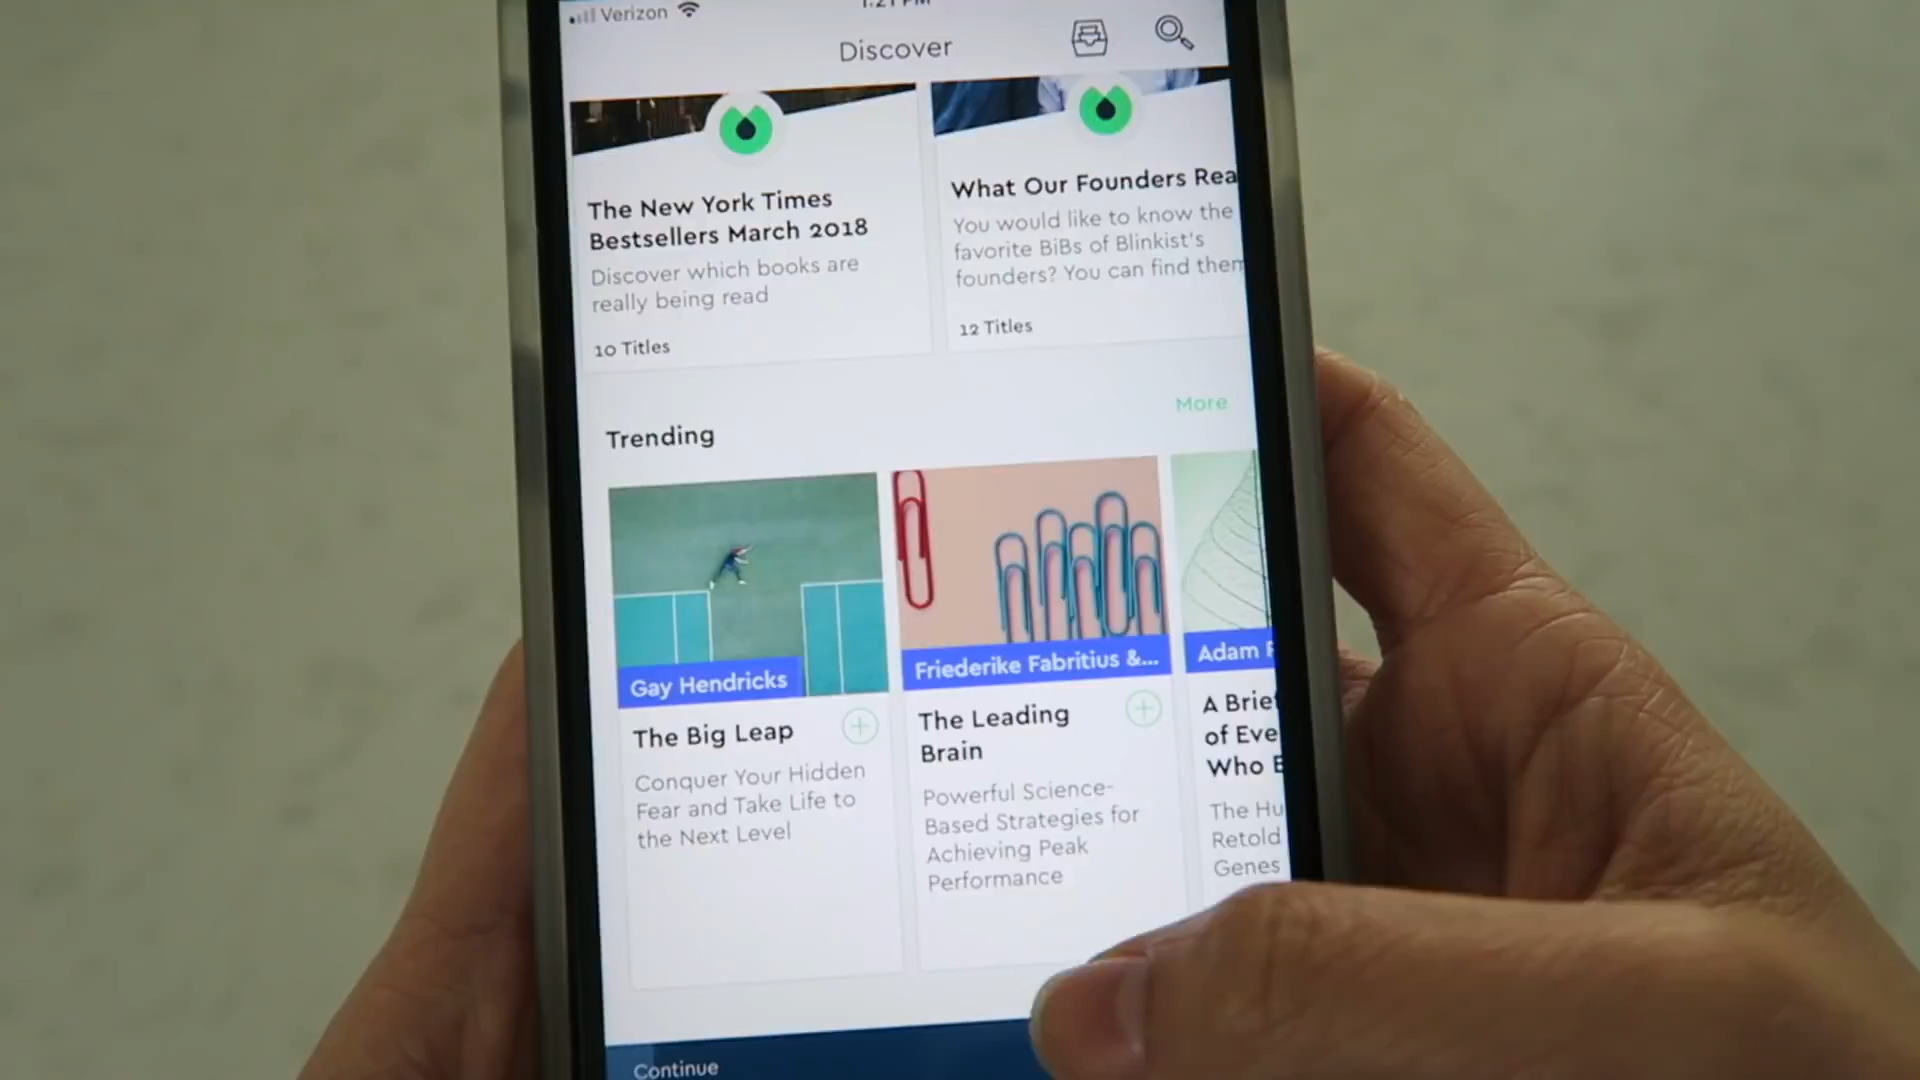 Verizon
Discover
The New York Times
Bestsellers March 2018
Discover which books are
really being read
10 Titles
What Our Founders Rea
You would like to know the
favorite BiBs of Blinkist's
founders? You can find them
12 Titles
Trending
More
Gay Hendricks
The Big Leap
Conquer Your Hidden
Fear and Take Life to
the Next Level
Friederike Fabritius &...
The Leading
Brain
Powerful Science-
Based Strategies for
Achieving Peak
Performance
Adam
A Brief
of Eve
Who
The Hu
Retold
Genes
Continue